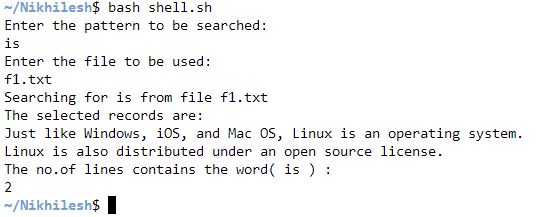 ~/Nikhilesh$ bash shell.sh
Enter the pattern to be searched:
is
Enter the file to be used:
f1.txt
Searching for is from file f1.txt
The selected records are:
Just like Windows, iOS, and Mac OS, Linux is an operating system.
Linux is also distributed under an open source license.
The no.of lines contains the word( is ) :
2
~/Nikhilesh$